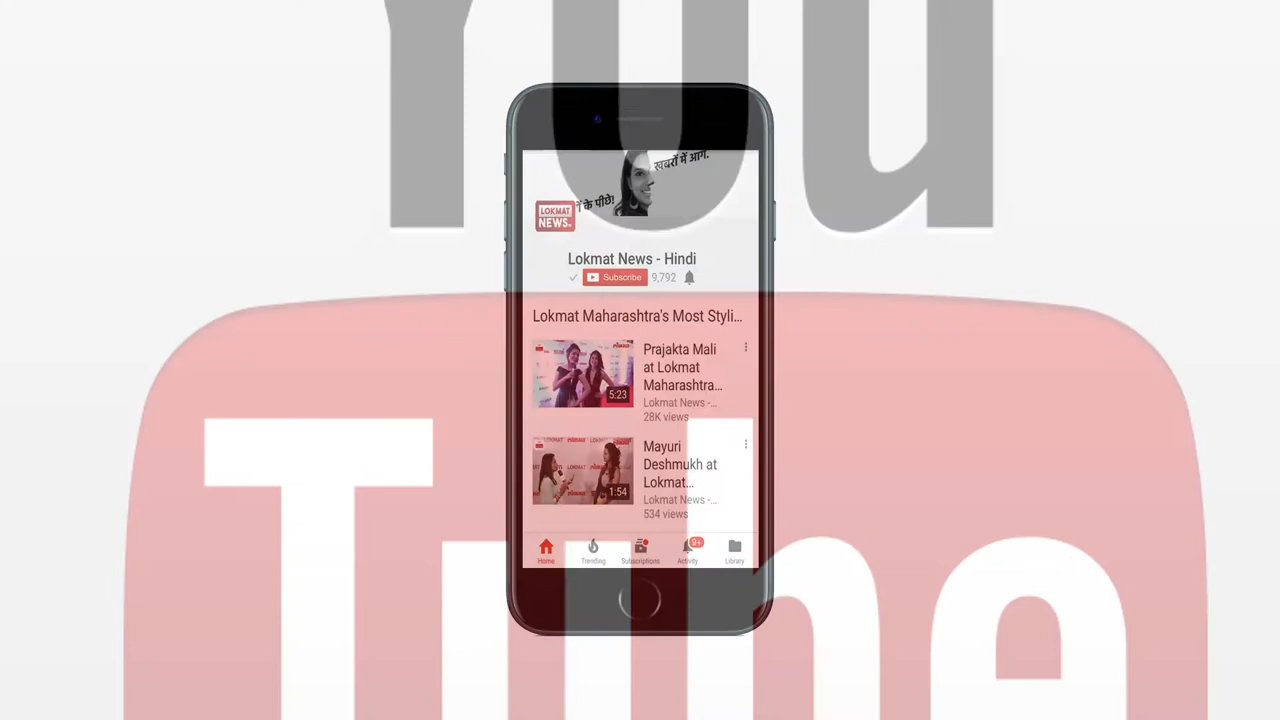 You
Tube
खबरों में आगे,
के पीछे!
LOKMAT
NEWS
Lokmat News - Hindi
Subscribe 9,792
Lokmat Maharashtra's Most Styli...
5:23
Prajakta Mali
at Lokmat
Maharashtra...
Lokmat News -...
28K views
1:54
Mayuri
Deshmukh at
Lokmat...
Lokmat News -...
534 views
9+
Home Trending Subscriptions Activity Library